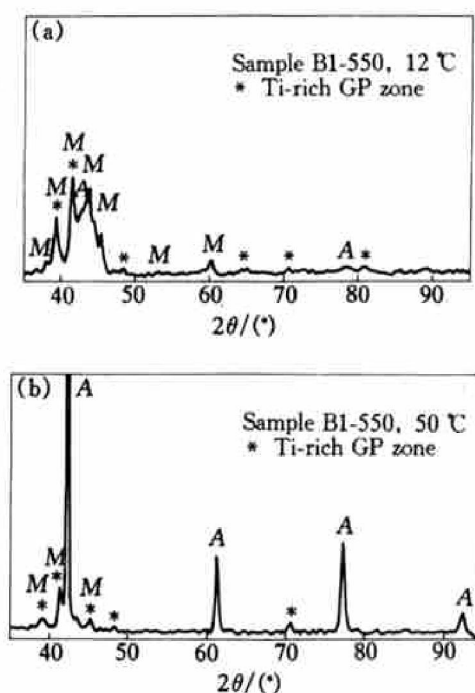 (a)
Sample B1-550, 12 ℃
* Ti-rich GP zone
M
* M
M A
* M
M * M M * * A *
40 50 60 70 80 90
2θ/(°)
(b)
A
Sample B1-550, 50 ℃
* Ti-rich GP zone
A
M A
M * M
* * * * A
40 50 60 70 80 90
2θ/(°)